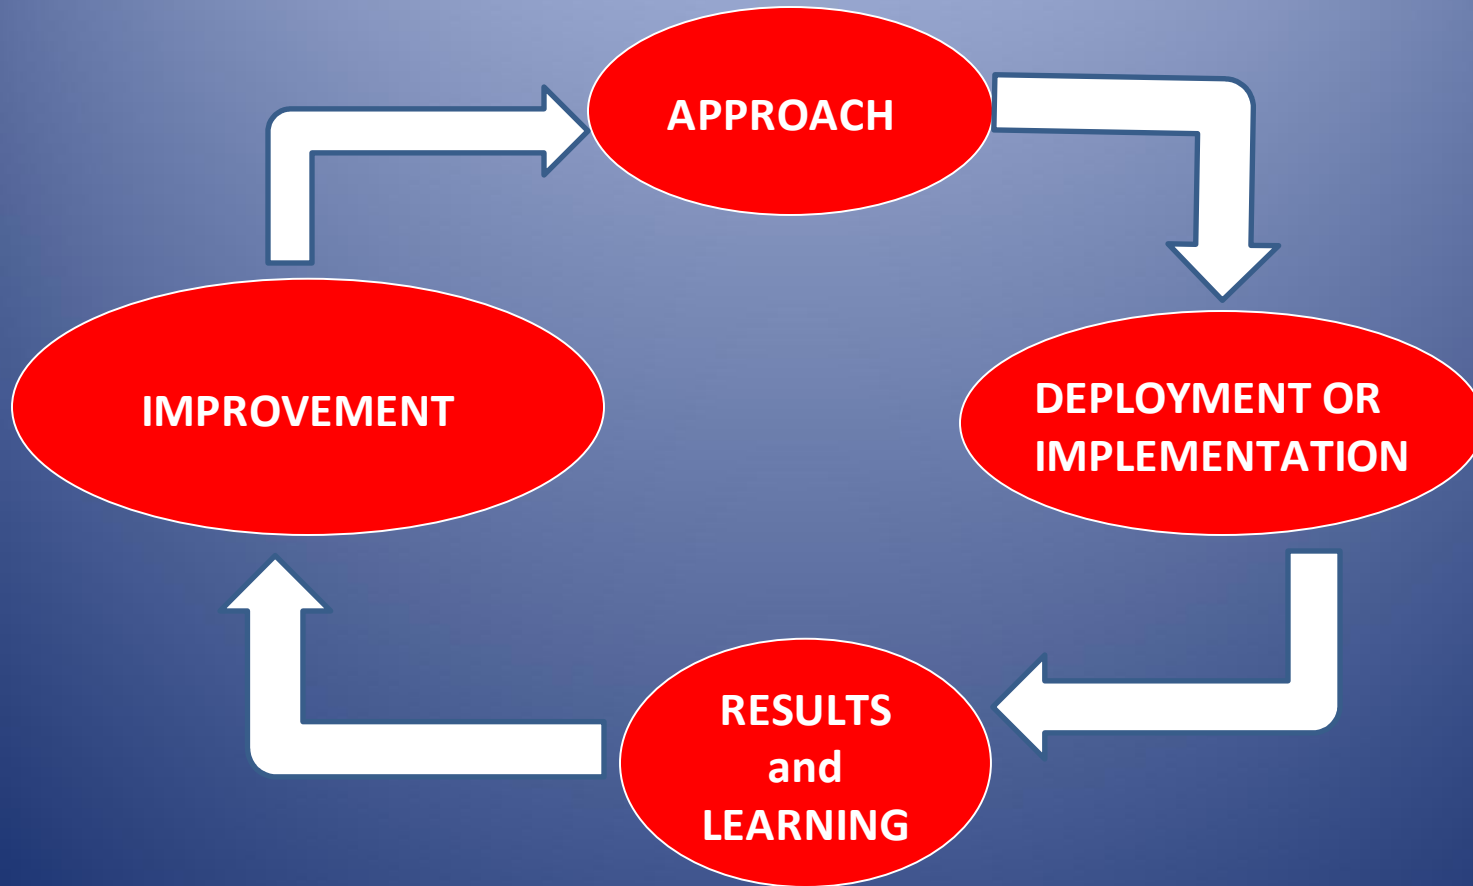 APPROACH
IMPROVEMENT
DEPLOYMENT OR
IMPLEMENTATION
RESULTS
and
LEARNING